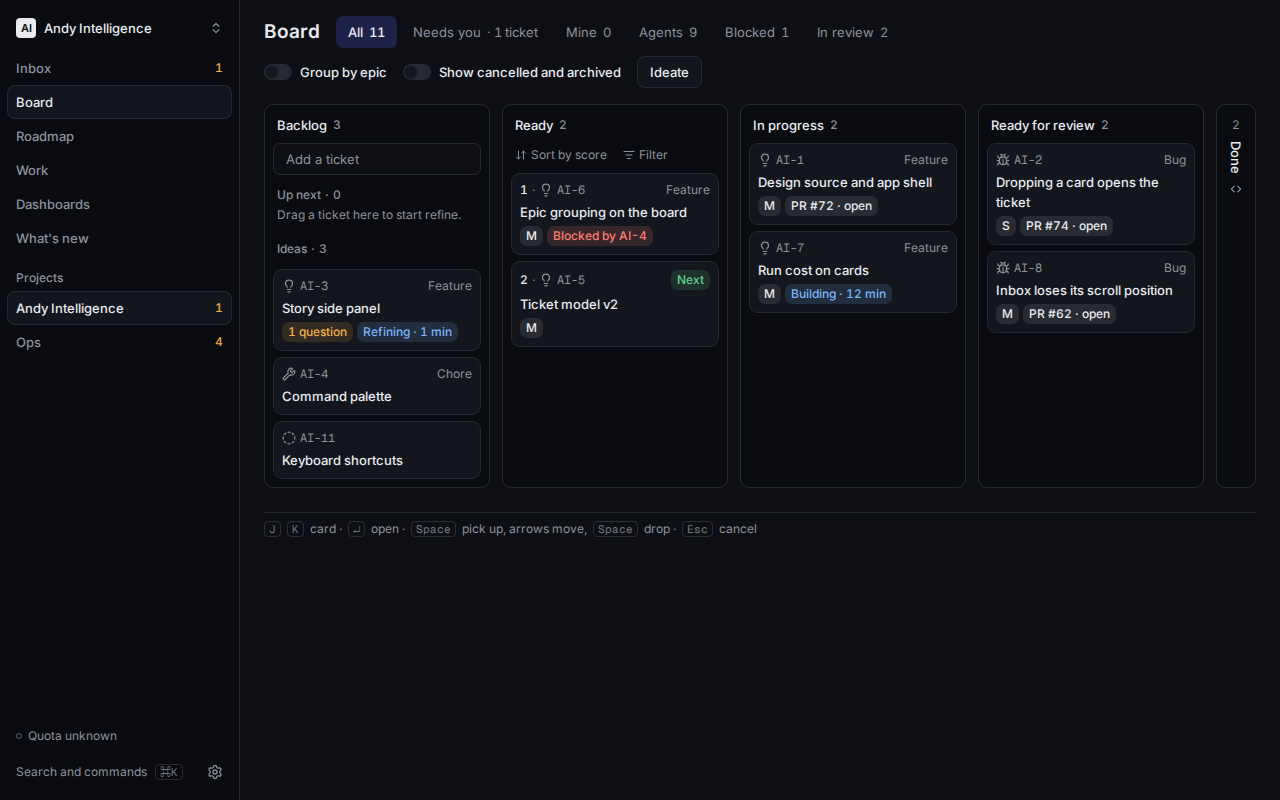 AI Andy Intelligence
Inbox 1
Board
Roadmap
Work
Dashboards
What's new
Projects
Andy Intelligence 1
Ops 4
Quota unknown
Search and commands ⌘K
Board All 11 Needs you · 1 ticket Mine 0 Agents 9 Blocked 1 In review 2
Group by epic Show cancelled and archived Ideate
Backlog 3
Add a ticket
Up next · 0
Drag a ticket here to start refine.
Ideas · 3
AI-3 Feature
Story side panel
1 question Refining · 1 min
AI-4 Chore
Command palette
AI-11
Keyboard shortcuts
Ready 2
Sort by score Filter
1 · AI-6 Feature
Epic grouping on the board
M Blocked by AI-4
2 · AI-5 Next
Ticket model v2
M
In progress 2
AI-1 Feature
Design source and app shell
M PR #72 · open
AI-7 Feature
Run cost on cards
M Building · 12 min
Ready for review 2
AI-2 Bug
Dropping a card opens the
ticket
S PR #74 · open
AI-8 Bug
Inbox loses its scroll position
M PR #62 · open
2
Done
J K card · ↵ open · Space pick up, arrows move, Space drop · Esc cancel